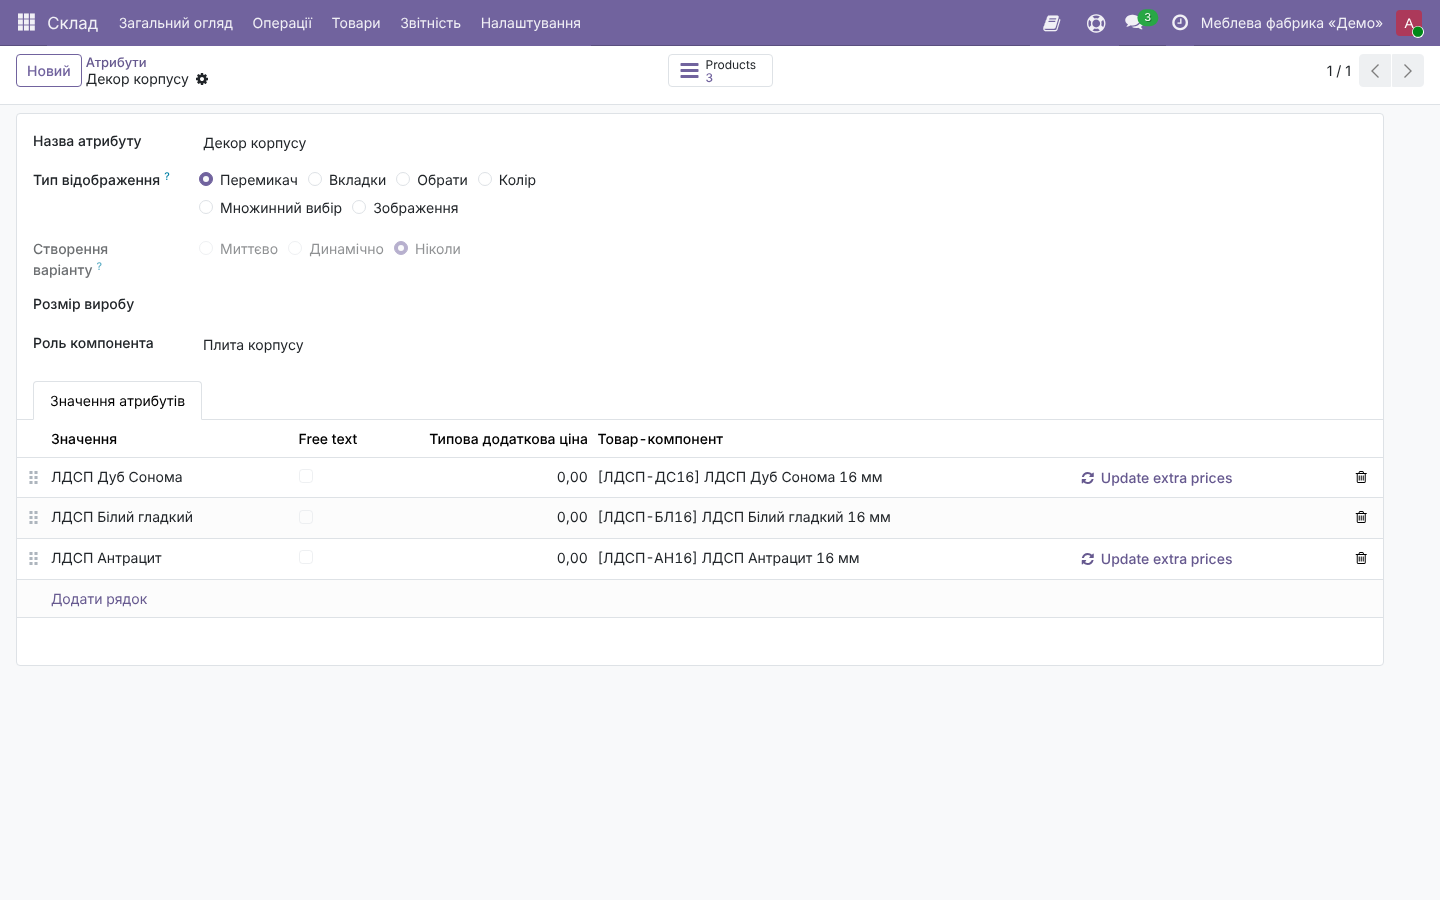 Склад Загальний огляд Операції Товари Звітність Налаштування 3 Меблева фабрика «Демо» A
Новий Атрибути Products 1 / 1
Декор корпусу 3
Назва атрибуту Декор корпусу
Тип відображення ? Перемикач Вкладки Обрати Колір
Множинний вибір Зображення
Створення Миттєво Динамічно Ніколи
варіанту ?
Розмір виробу
Роль компонента Плита корпусу
Значення атрибутів
Значення Free text Типова додаткова ціна Товар-компонент
ЛДСП Дуб Сонома 0,00 [ЛДСП-ДС16] ЛДСП Дуб Сонома 16 мм Update extra prices
ЛДСП Білий гладкий 0,00 [ЛДСП-БЛ16] ЛДСП Білий гладкий 16 мм
ЛДСП Антрацит 0,00 [ЛДСП-АН16] ЛДСП Антрацит 16 мм Update extra prices
Додати рядок